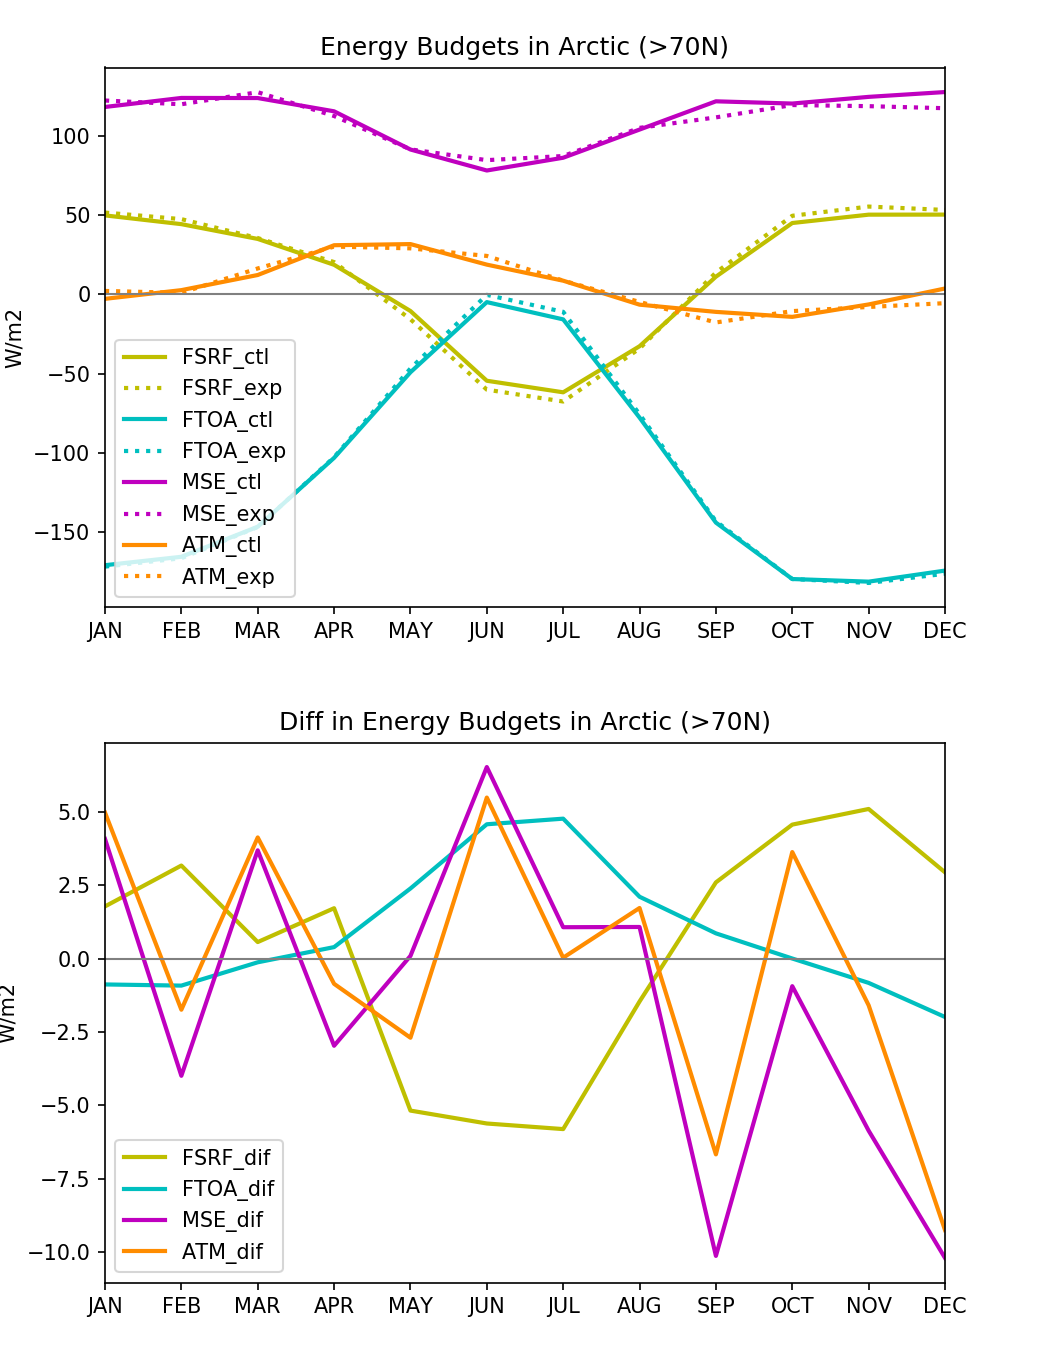 Energy Budgets in Arctic (>70N)
100
50
0
−50
−100
−150
W/m2
FSRF_ctl
FSRF_exp
FTOA_ctl
FTOA_exp
MSE_ctl
MSE_exp
ATM_ctl
ATM_exp
JAN FEB MAR APR MAY JUN JUL AUG SEP OCT NOV DEC
Diff in Energy Budgets in Arctic (>70N)
5.0
2.5
0.0
−2.5
−5.0
−7.5
−10.0
W/m2
FSRF_dif
FTOA_dif
MSE_dif
ATM_dif
JAN FEB MAR APR MAY JUN JUL AUG SEP OCT NOV DEC